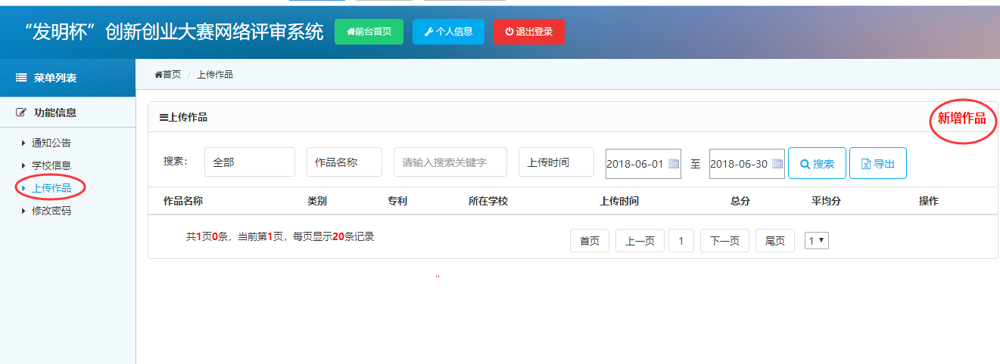 “发明杯”创新创业大赛网络评审系统 前台首页 个人信息 退出登录
菜单列表
首页 / 上传作品
功能信息
上传作品 新增作品
通知公告
学校信息
上传作品
修改密码
搜索: 全部 作品名称 请输入搜索关键字 上传时间 2018-06-01 至 2018-06-30 搜索 导出
作品名称 类别 专利 所在学校 上传时间 总分 平均分 操作
共1页0条，当前第1页，每页显示20条记录 首页 上一页 1 下一页 尾页 1
"